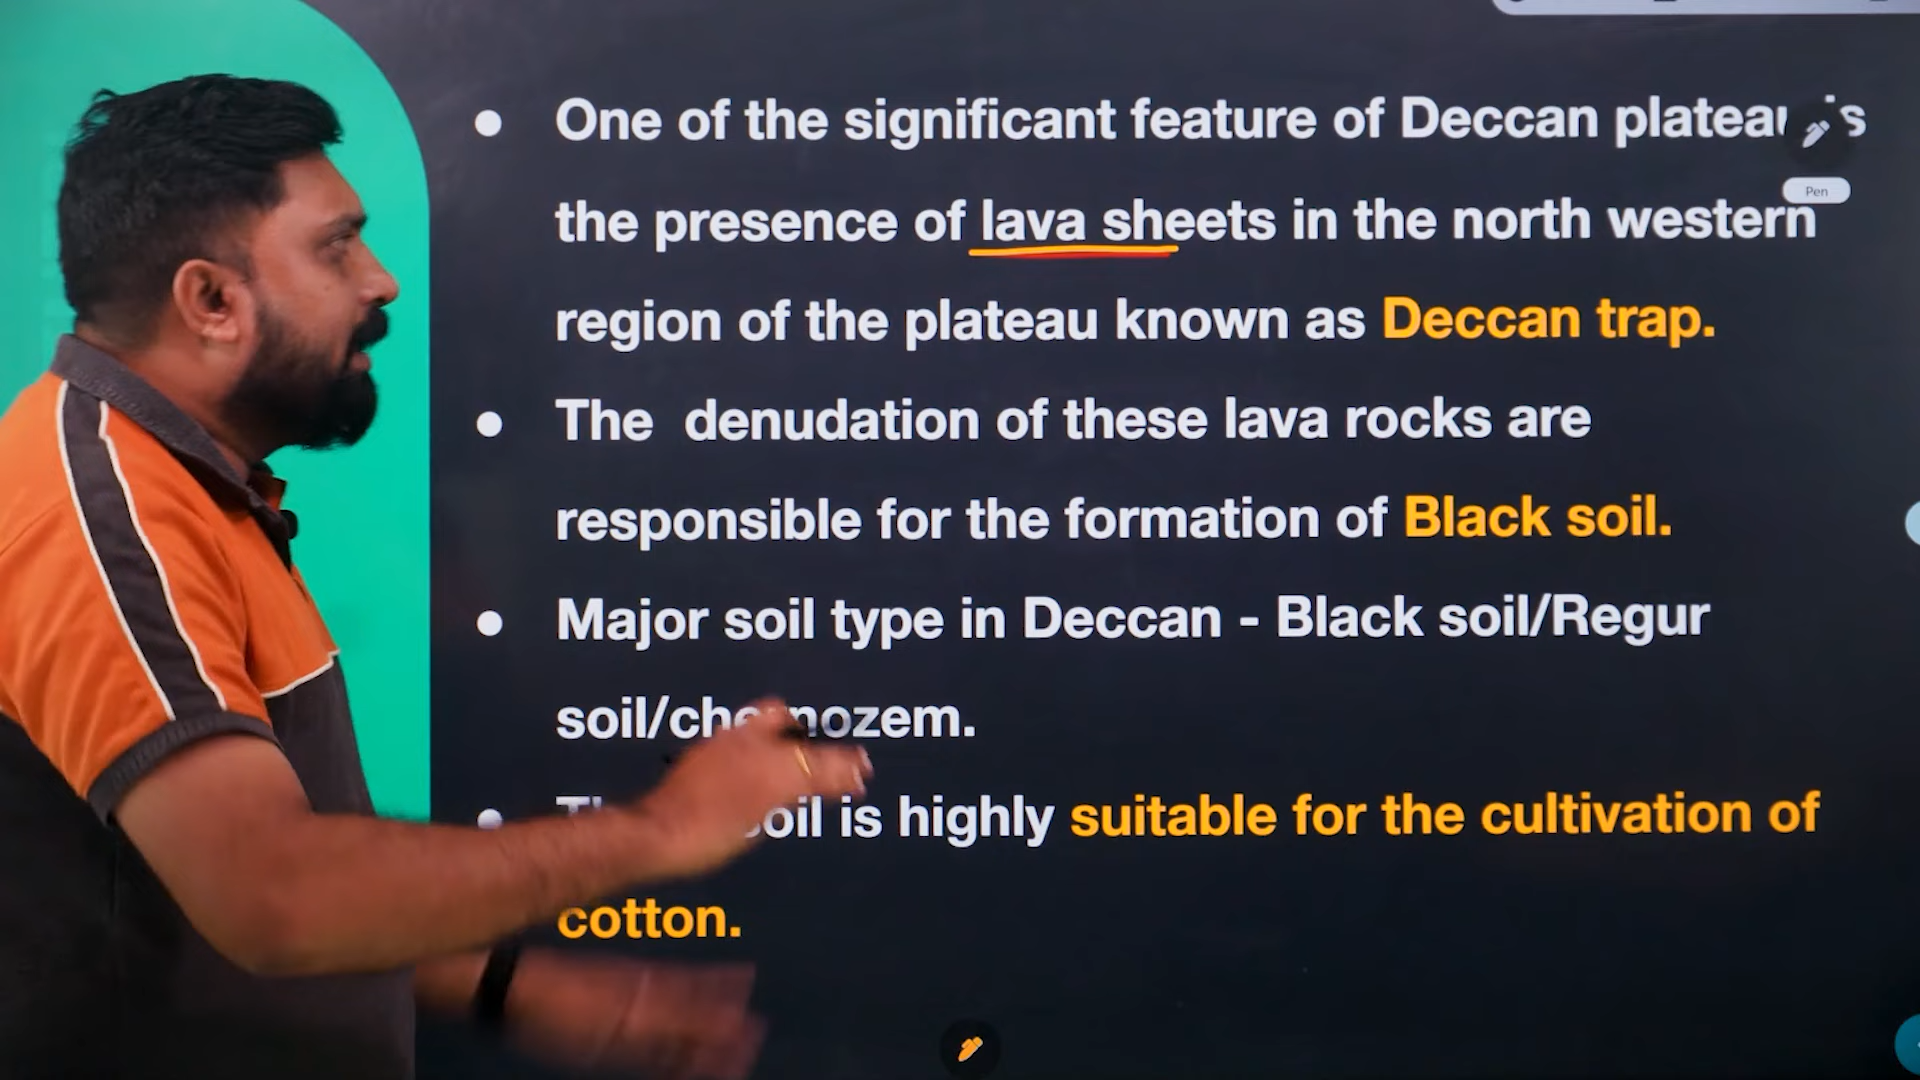 One of the significant feature of Deccan plateau is
Pen
the presence of lava sheets in the north western
region of the plateau known as Deccan trap.
The denudation of these lava rocks are
responsible for the formation of Black soil.
Major soil type in Deccan - Black soil/Regur
soil/chernozem.
soil is highly suitable for the cultivation of
cotton.